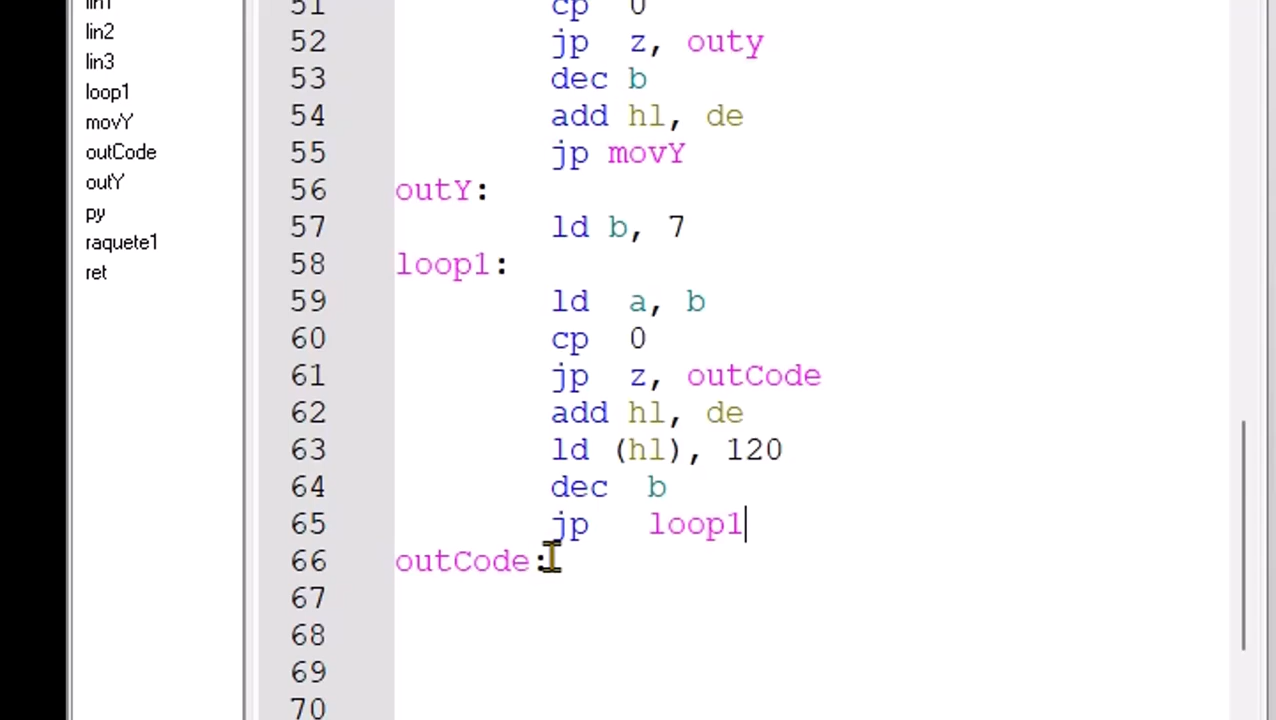 lin1
lin2
lin3
loop1
movY
outCode
outY
py
raquete1
ret
51 cp 0
52 jp z, outy
53 dec b
54 add hl, de
55 jp movY
56 outY:
57 ld b, 7
58 loop1:
59 ld a, b
60 cp 0
61 jp z, outCode
62 add hl, de
63 ld (hl), 120
64 dec b
65 jp loop1
66 outCode:
67
68
69
70